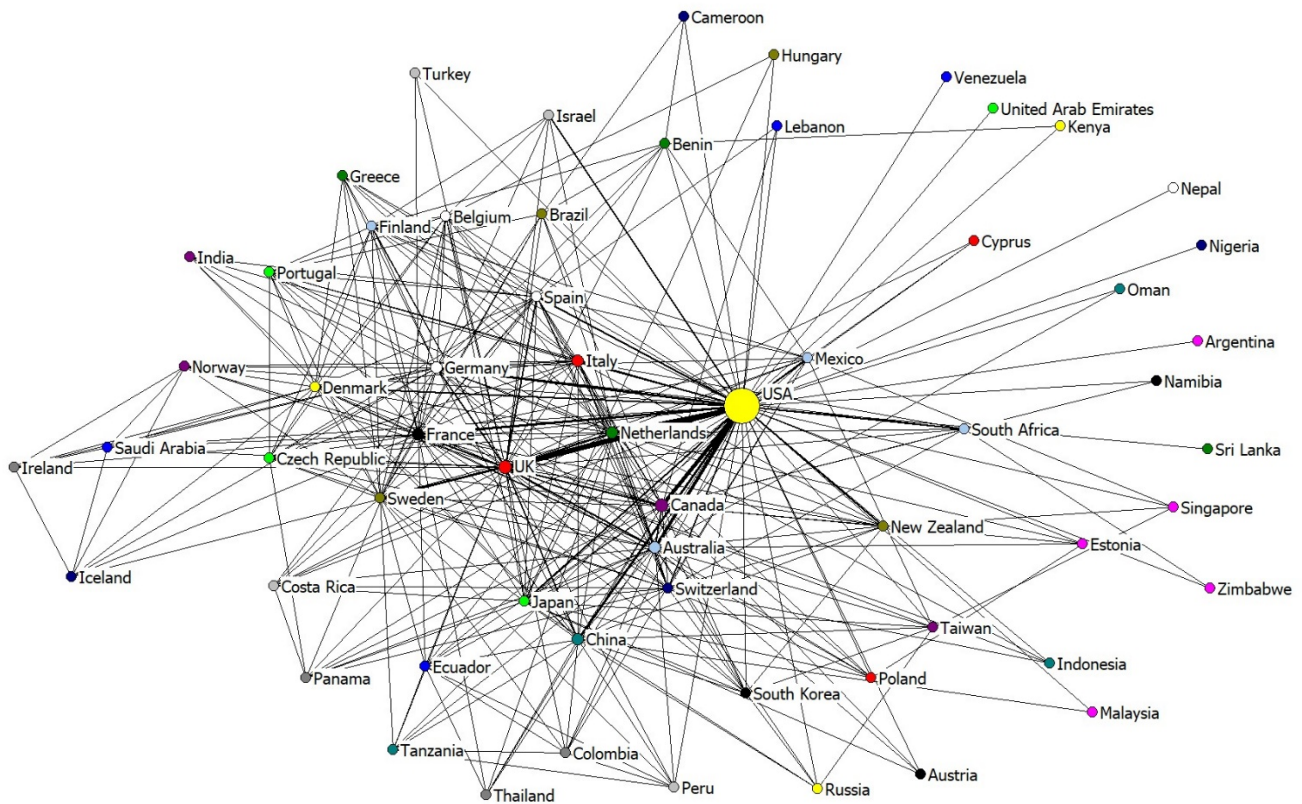 Cameroon
Hungary
Turkey
Venezuela
United Arab Emirates
Israel
Lebanon
Kenya
Benin
Greece
Nepal
Belgium
Brazil
Finland
Cyprus
Nigeria
India
Portugal
Oman
Spain
Argentina
Mexico
Italy
Norway
Germany
Namibia
Denmark
USA
South Africa
Netherlands
France
Saudi Arabia
Sri Lanka
Czech Republic
Ireland
UK
Sweden
Canada
Singapore
New Zealand
Estonia
Australia
Iceland
Costa Rica
Switzerland
Zimbabwe
Japan
Taiwan
China
Indonesia
Ecuador
Panama
Poland
South Korea
Malaysia
Tanzania
Colombia
Austria
Peru
Russia
Thailand